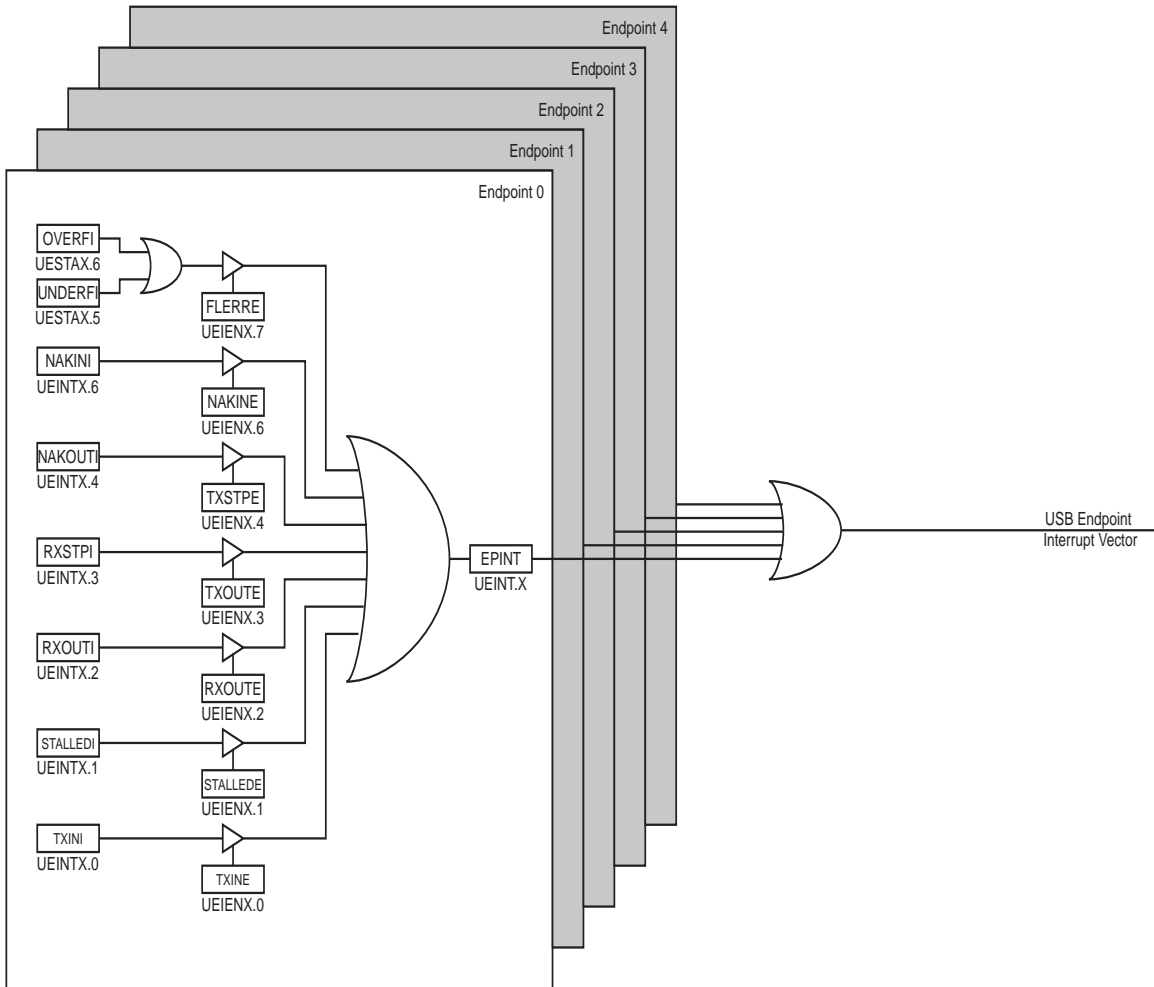 Endpoint 4
Endpoint 3
Endpoint 2
Endpoint 1
Endpoint 0
OVERFI
UESTAX.6
UNDERFI
UESTAX.5
FLERRE
UEIENX.7
NAKINI
UEINTX.6
NAKINE
UEIENX.6
NAKOUTI
UEINTX.4
TXSTPE
UEIENX.4
RXSTPI
UEINTX.3
TXOUTE
UEIENX.3
RXOUTI
UEINTX.2
RXOUTE
UEIENX.2
STALLEDI
UEINTX.1
STALLEDE
UEIENX.1
TXINI
UEINTX.0
TXINE
UEIENX.0
EPINT
UEINT.X
USB Endpoint
Interrupt Vector